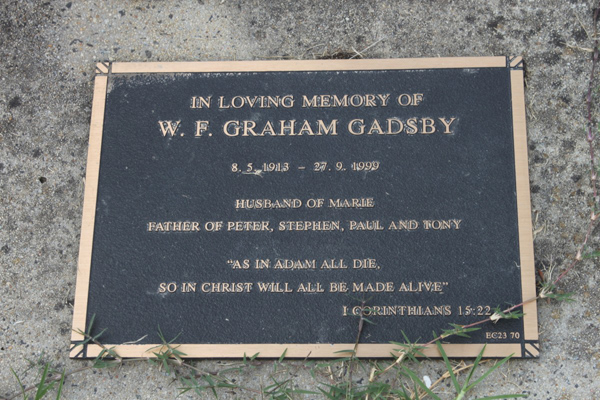 IN LOVING MEMORY OF
W. F. GRAHAM GADSBY
8. 5. 1913 – 27. 9. 1999
HUSBAND OF MARIE
FATHER OF PETER, STEPHEN, PAUL AND TONY
“AS IN ADAM ALL DIE,
SO IN CHRIST WILL ALL BE MADE ALIVE”
I CORINTHIANS 15:22
EC23 70